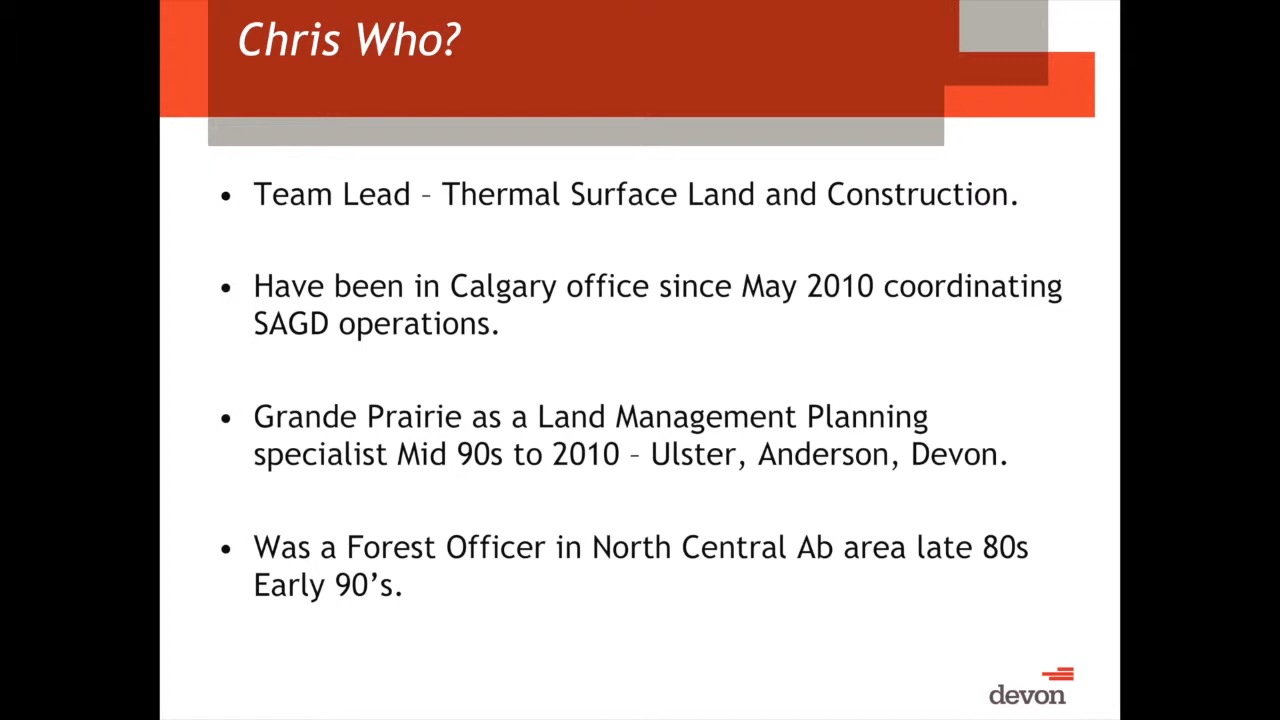 Chris Who?
• Team Lead – Thermal Surface Land and Construction.
• Have been in Calgary office since May 2010 coordinating
SAGD operations.
• Grande Prairie as a Land Management Planning
specialist Mid 90s to 2010 – Ulster, Anderson, Devon.
• Was a Forest Officer in North Central Ab area late 80s
Early 90’s.
devon